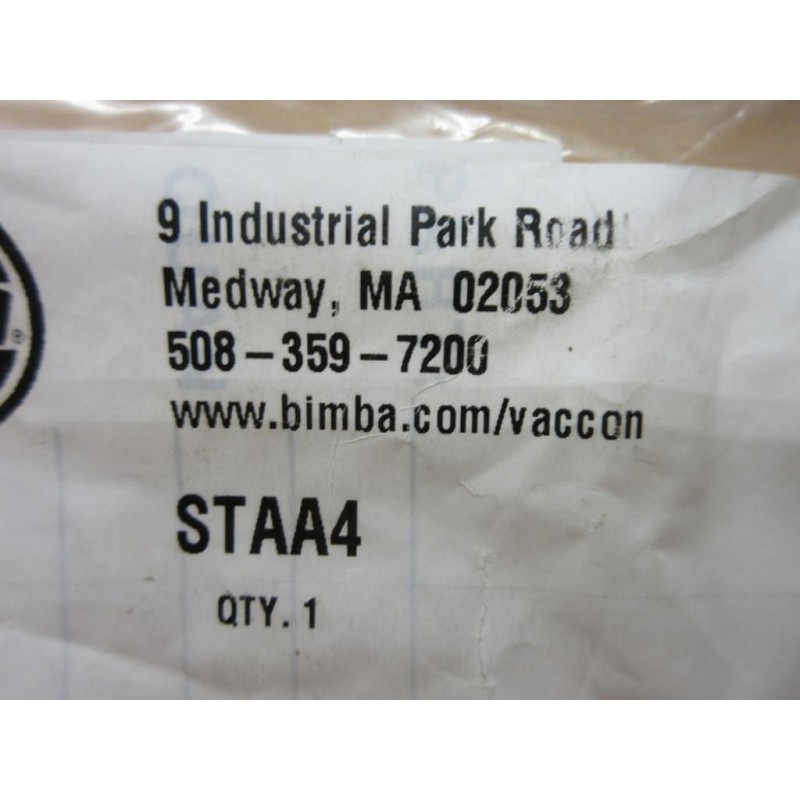 9 Industrial Park Road
Medway, MA 02053
508-359-7200
www.bimba.com/vaccon
STAA4
QTY. 1